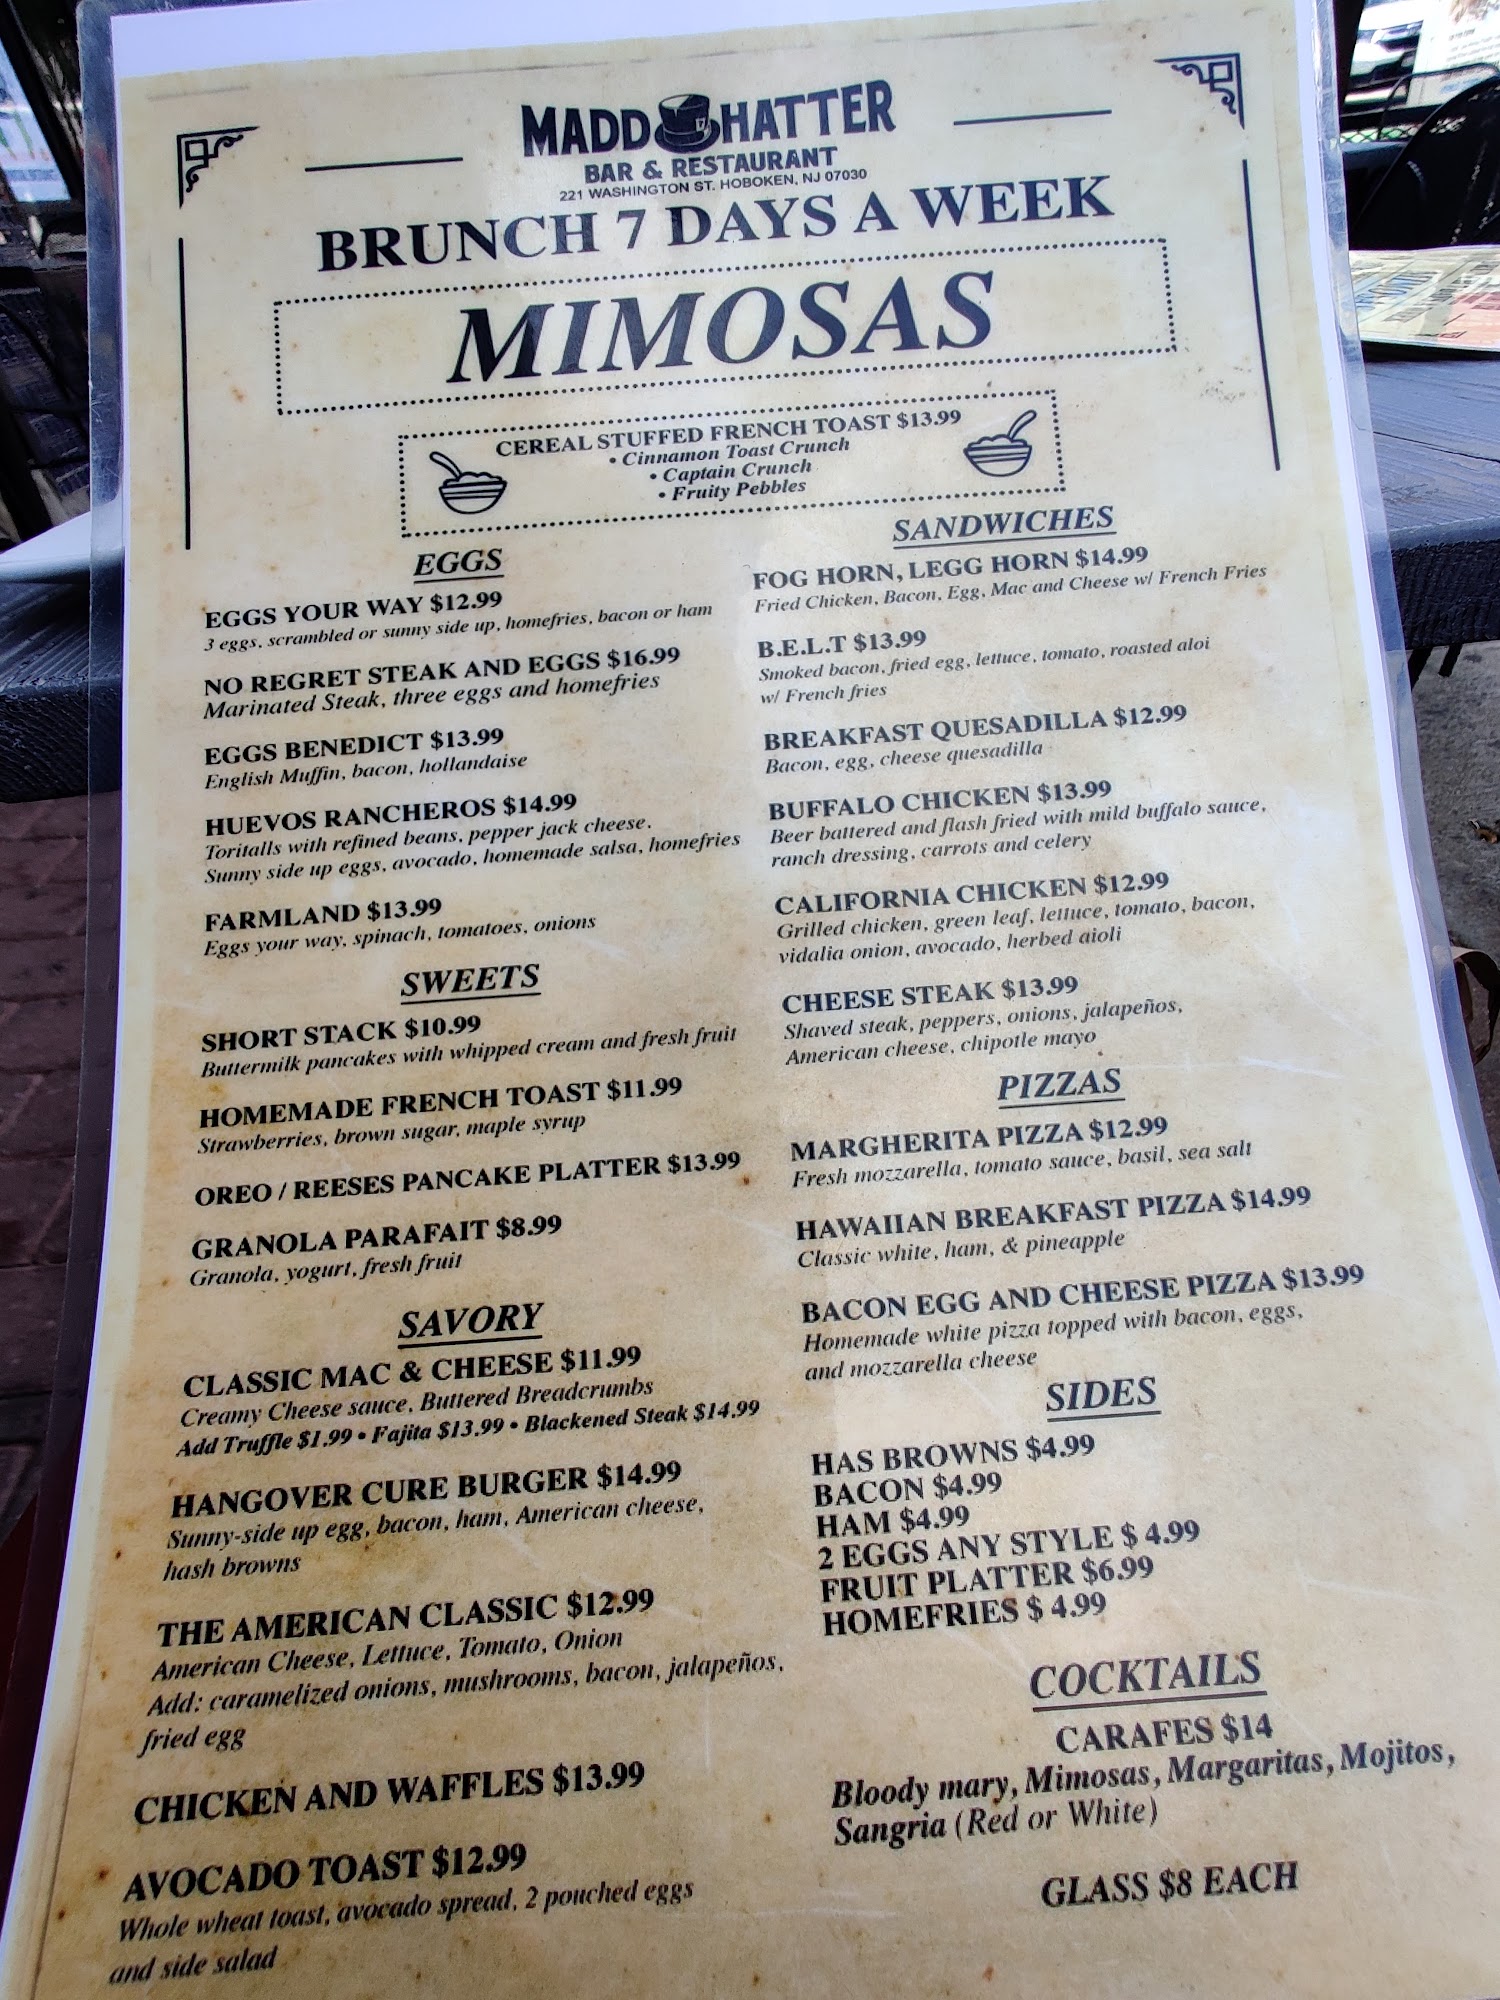 MADD HATTER
BAR & RESTAURANT
221 WASHINGTON ST. HOBOKEN, NJ 07030
BRUNCH 7 DAYS A WEEK
MIMOSAS
CEREAL STUFFED FRENCH TOAST $13.99
• Cinnamon Toast Crunch
• Captain Crunch
• Fruity Pebbles
EGGS
EGGS YOUR WAY $12.99
3 eggs, scrambled or sunny side up, homefries, bacon or ham
NO REGRET STEAK AND EGGS $16.99
Marinated Steak, three eggs and homefries
EGGS BENEDICT $13.99
English Muffin, bacon, hollandaise
HUEVOS RANCHEROS $14.99
Toritalls with refined beans, pepper jack cheese.
Sunny side up eggs, avocado, homemade salsa, homefries
FARMLAND $13.99
Eggs your way, spinach, tomatoes, onions
SWEETS
SHORT STACK $10.99
Buttermilk pancakes with whipped cream and fresh fruit
HOMEMADE FRENCH TOAST $11.99
Strawberries, brown sugar, maple syrup
OREO / REESES PANCAKE PLATTER $13.99
GRANOLA PARAFAIT $8.99
Granola, yogurt, fresh fruit
SAVORY
CLASSIC MAC & CHEESE $11.99
Creamy Cheese sauce, Buttered Breadcrumbs
Add Truffle $1.99 • Fajita $13.99 • Blackened Steak $14.99
HANGOVER CURE BURGER $14.99
Sunny-side up egg, bacon, ham, American cheese,
hash browns
THE AMERICAN CLASSIC $12.99
American Cheese, Lettuce, Tomato, Onion
Add: caramelized onions, mushrooms, bacon, jalapeños,
fried egg
CHICKEN AND WAFFLES $13.99
AVOCADO TOAST $12.99
Whole wheat toast, avocado spread, 2 pouched eggs
and side salad
SANDWICHES
FOG HORN, LEGG HORN $14.99
Fried Chicken, Bacon, Egg, Mac and Cheese w/ French Fries
B.E.L.T $13.99
Smoked bacon, fried egg, lettuce, tomato, roasted aloi
w/ French fries
BREAKFAST QUESADILLA $12.99
Bacon, egg, cheese quesadilla
BUFFALO CHICKEN $13.99
Beer battered and flash fried with mild buffalo sauce,
ranch dressing, carrots and celery
CALIFORNIA CHICKEN $12.99
Grilled chicken, green leaf, lettuce, tomato, bacon,
vidalia onion, avocado, herbed aioli
CHEESE STEAK $13.99
Shaved steak, peppers, onions, jalapeños,
American cheese, chipotle mayo
PIZZAS
MARGHERITA PIZZA $12.99
Fresh mozzarella, tomato sauce, basil, sea salt
HAWAIIAN BREAKFAST PIZZA $14.99
Classic white, ham, & pineapple
BACON EGG AND CHEESE PIZZA $13.99
Homemade white pizza topped with bacon, eggs,
and mozzarella cheese
SIDES
HAS BROWNS $4.99
BACON $4.99
HAM $4.99
2 EGGS ANY STYLE $ 4.99
FRUIT PLATTER $6.99
HOMEFRIES $ 4.99
COCKTAILS
CARAFES $14
Bloody mary, Mimosas, Margaritas, Mojitos,
Sangria (Red or White)
GLASS $8 EACH